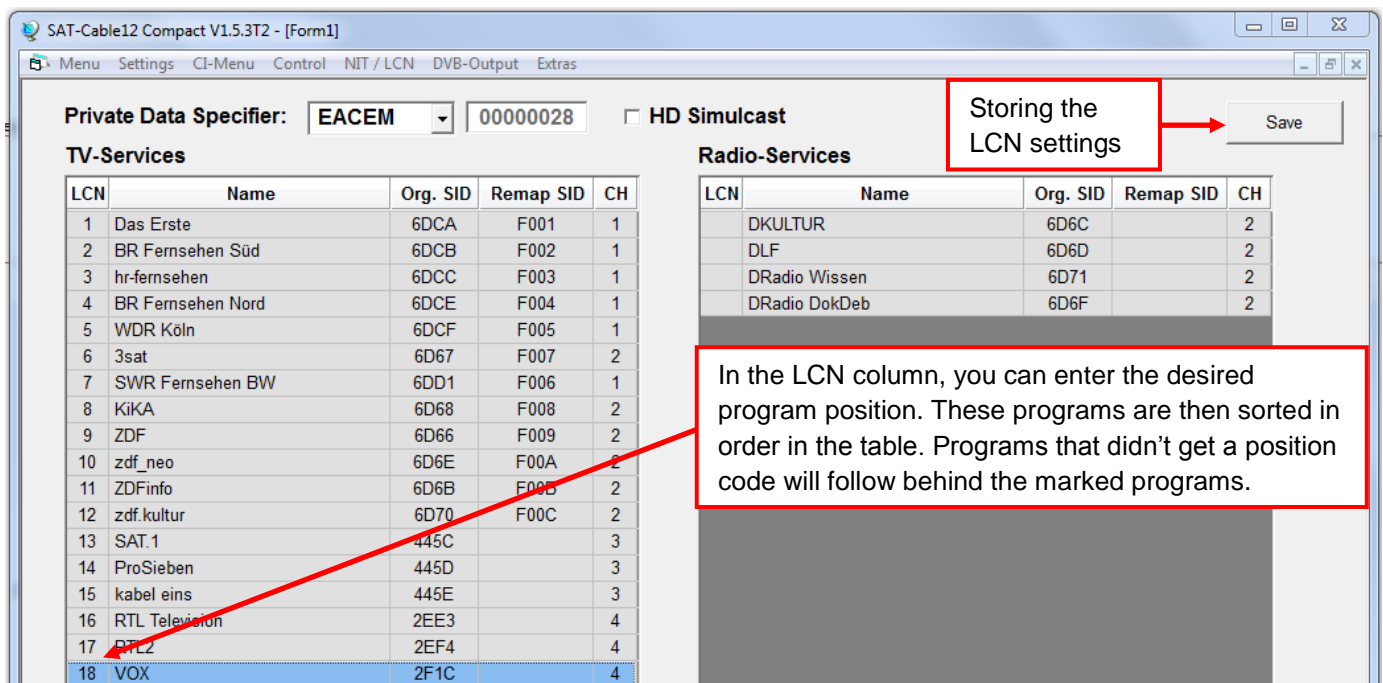 SAT-Cable12 Compact V1.5.3T2 - [Form1]
Menu Settings CI-Menu Control NIT / LCN DVB-Output Extras
Private Data Specifier: EACEM 00000028 HD Simulcast
Storing the
LCN settings
Save
TV-Services
LCN Name Org. SID Remap SID CH
1 Das Erste 6DCA F001 1
2 BR Fernsehen Süd 6DCB F002 1
3 hr-fernsehen 6DCC F003 1
4 BR Fernsehen Nord 6DCE F004 1
5 WDR Köln 6DCF F005 1
6 3sat 6D67 F007 2
7 SWR Fernsehen BW 6DD1 F006 1
8 KiKA 6D68 F008 2
9 ZDF 6D66 F009 2
10 zdf_neo 6D6E F00A 2
11 ZDFinfo 6D6B F00B 2
12 zdf.kultur 6D70 F00C 2
13 SAT.1 445C 3
14 ProSieben 445D 3
15 kabel eins 445E 3
16 RTL Television 2EE3 4
17 RTL2 2EF4 4
18 VOX 2F1C 4
Radio-Services
LCN Name Org. SID Remap SID CH
DKULTUR 6D6C 2
DLF 6D6D 2
DRadio Wissen 6D71 2
DRadio DokDeb 6D6F 2
In the LCN column, you can enter the desired
program position. These programs are then sorted in
order in the table. Programs that didn’t get a position
code will follow behind the marked programs.